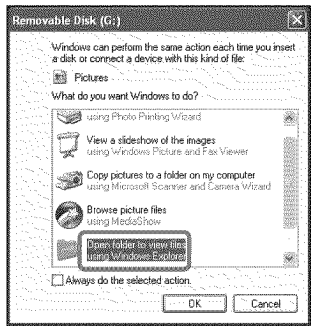 Removable Disk (G:)
Windows can perform the same action each time you insert
a disk or connect a device with this kind of file:
Pictures
What do you want Windows to do?
using Photo Printing Wizard
View a slideshow of the images
using Windows Picture and Fax Viewer
Copy pictures to a folder on my computer
using Microsoft Scanner and Camera Wizard
Browse picture files
using MediaShow
Open folder to view files
using Windows Explorer
Always do the selected action.
OK
Cancel